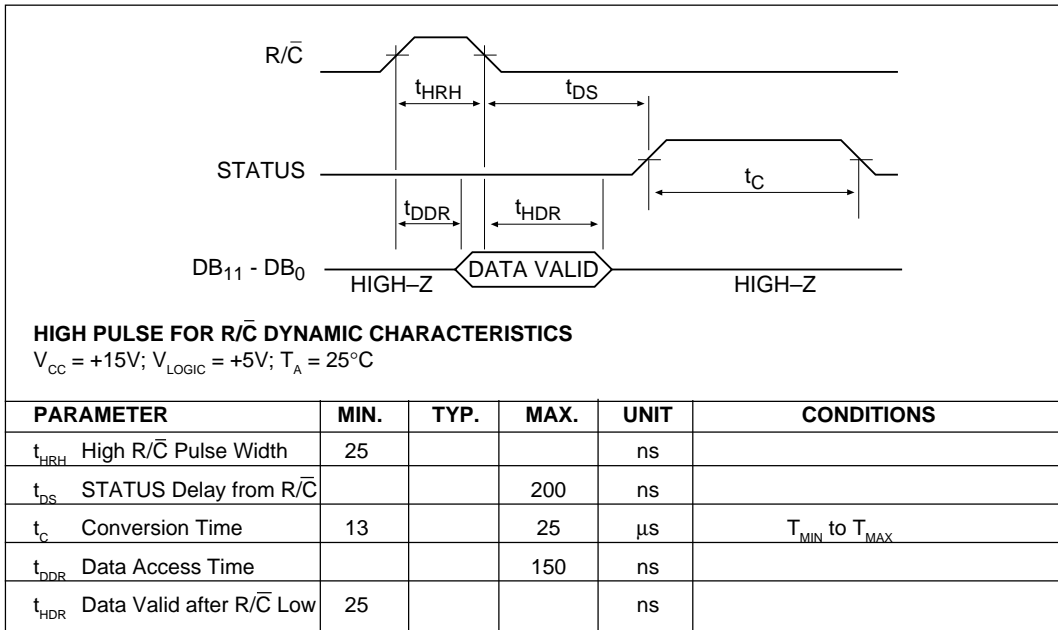 R/C̅
tHRH
tDS
STATUS
tC
tDDR
tHDR
DB11 - DB0
HIGH–Z
DATA VALID
HIGH–Z
HIGH PULSE FOR R/C̅ DYNAMIC CHARACTERISTICS
VCC = +15V; VLOGIC = +5V; TA = 25°C
PARAMETER MIN. TYP. MAX. UNIT CONDITIONS
tHRH High R/C̅ Pulse Width 25 ns
tDS STATUS Delay from R/C̅ 200 ns
tC Conversion Time 13 25 µs TMIN to TMAX
tDDR Data Access Time 150 ns
tHDR Data Valid after R/C̅ Low 25 ns